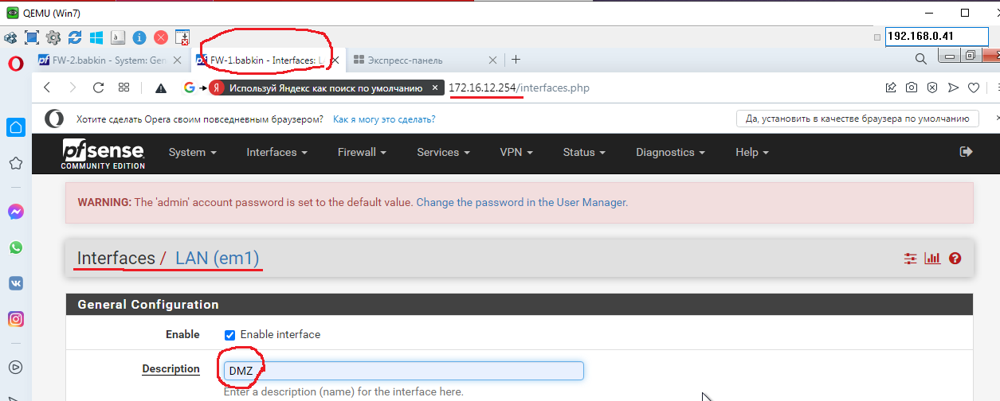 QEMU (Win7)
192.168.0.41
FW-2.babkin - System: Gen
FW-1.babkin - Interfaces: L
Экспресс-панель
Используй Яндекс как поиск по умолчанию
172.16.12.254/interfaces.php
Хотите сделать Opera своим повседневным браузером? Как я могу это сделать? Да, установить в качестве браузера по умолчанию
pfsense
COMMUNITY EDITION
System Interfaces Firewall Services VPN Status Diagnostics Help
WARNING: The 'admin' account password is set to the default value. Change the password in the User Manager.
Interfaces / LAN (em1)
General Configuration
Enable Enable interface
Description DMZ
Enter a description (name) for the interface here.